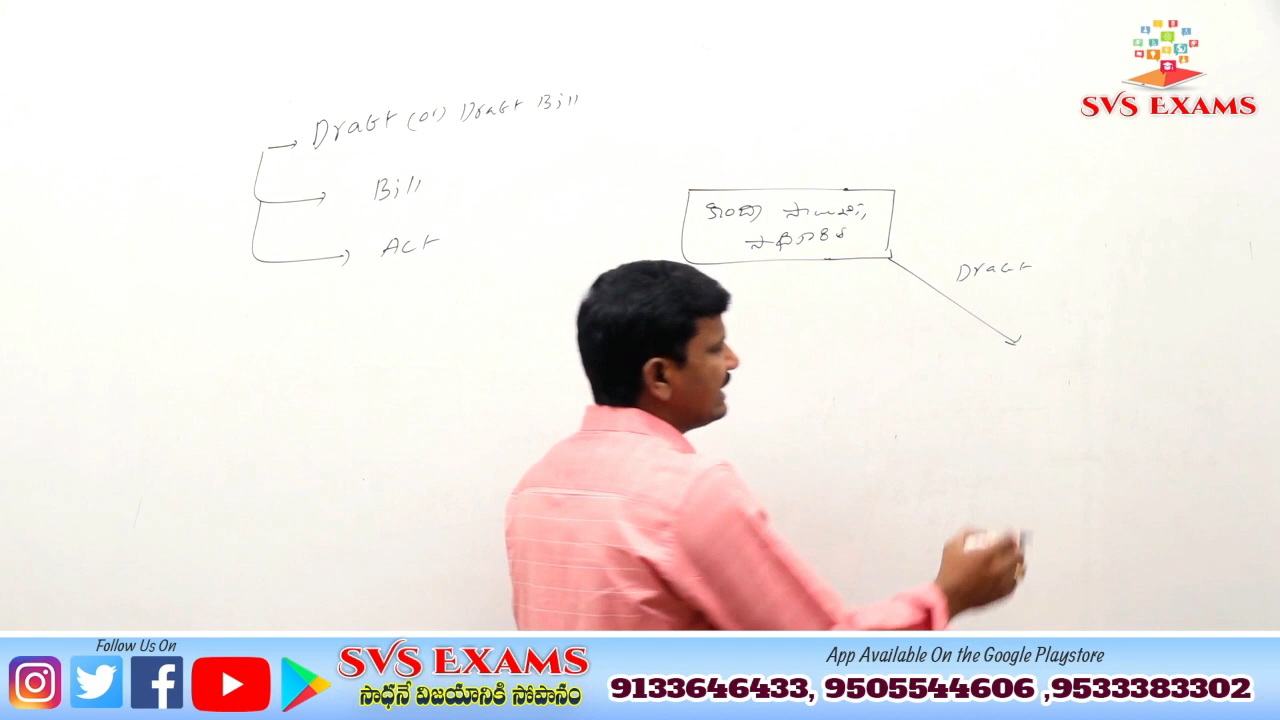 SVS EXAMS
Draft (or) Draft Bill
Bill
Act
కేంద్ర సామాజిక,
సాధికారిత
Draft
Follow Us On
SVS EXAMS
సాధనే విజయానికి సోపానం
App Available On the Google Playstore
9133646433, 9505544606 ,9533383302